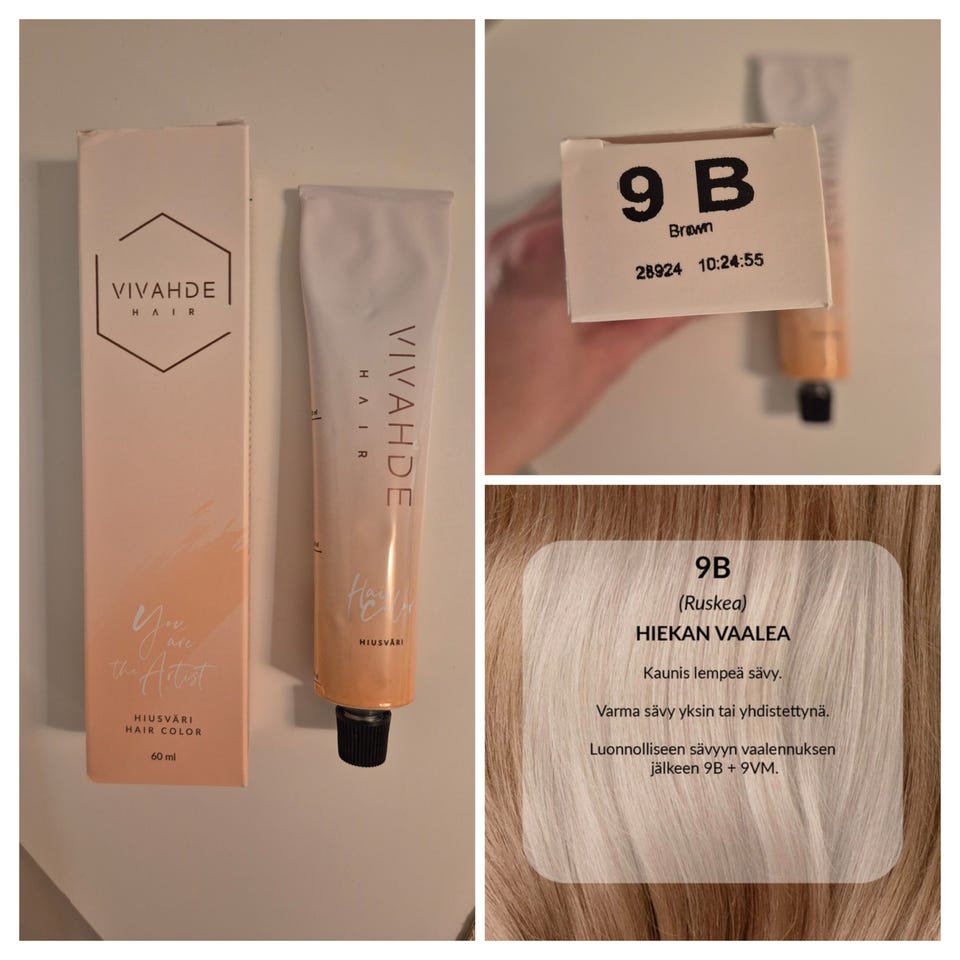 VIVAHDE
HAIR
You
are
the Artist
HIUSVÄRI
HAIR COLOR
60 ml
VIVAHDE
HAIR
Hair
Color
HIUSVÄRI
9 B
Brown
28924 10:24:55
9B
(Ruskea)
HIEKAN VAALEA
Kaunis lempeä sävy.
Varma sävy yksin tai yhdistettynä.
Luonnolliseen sävyyn vaalennuksen
jälkeen 9B + 9VM.